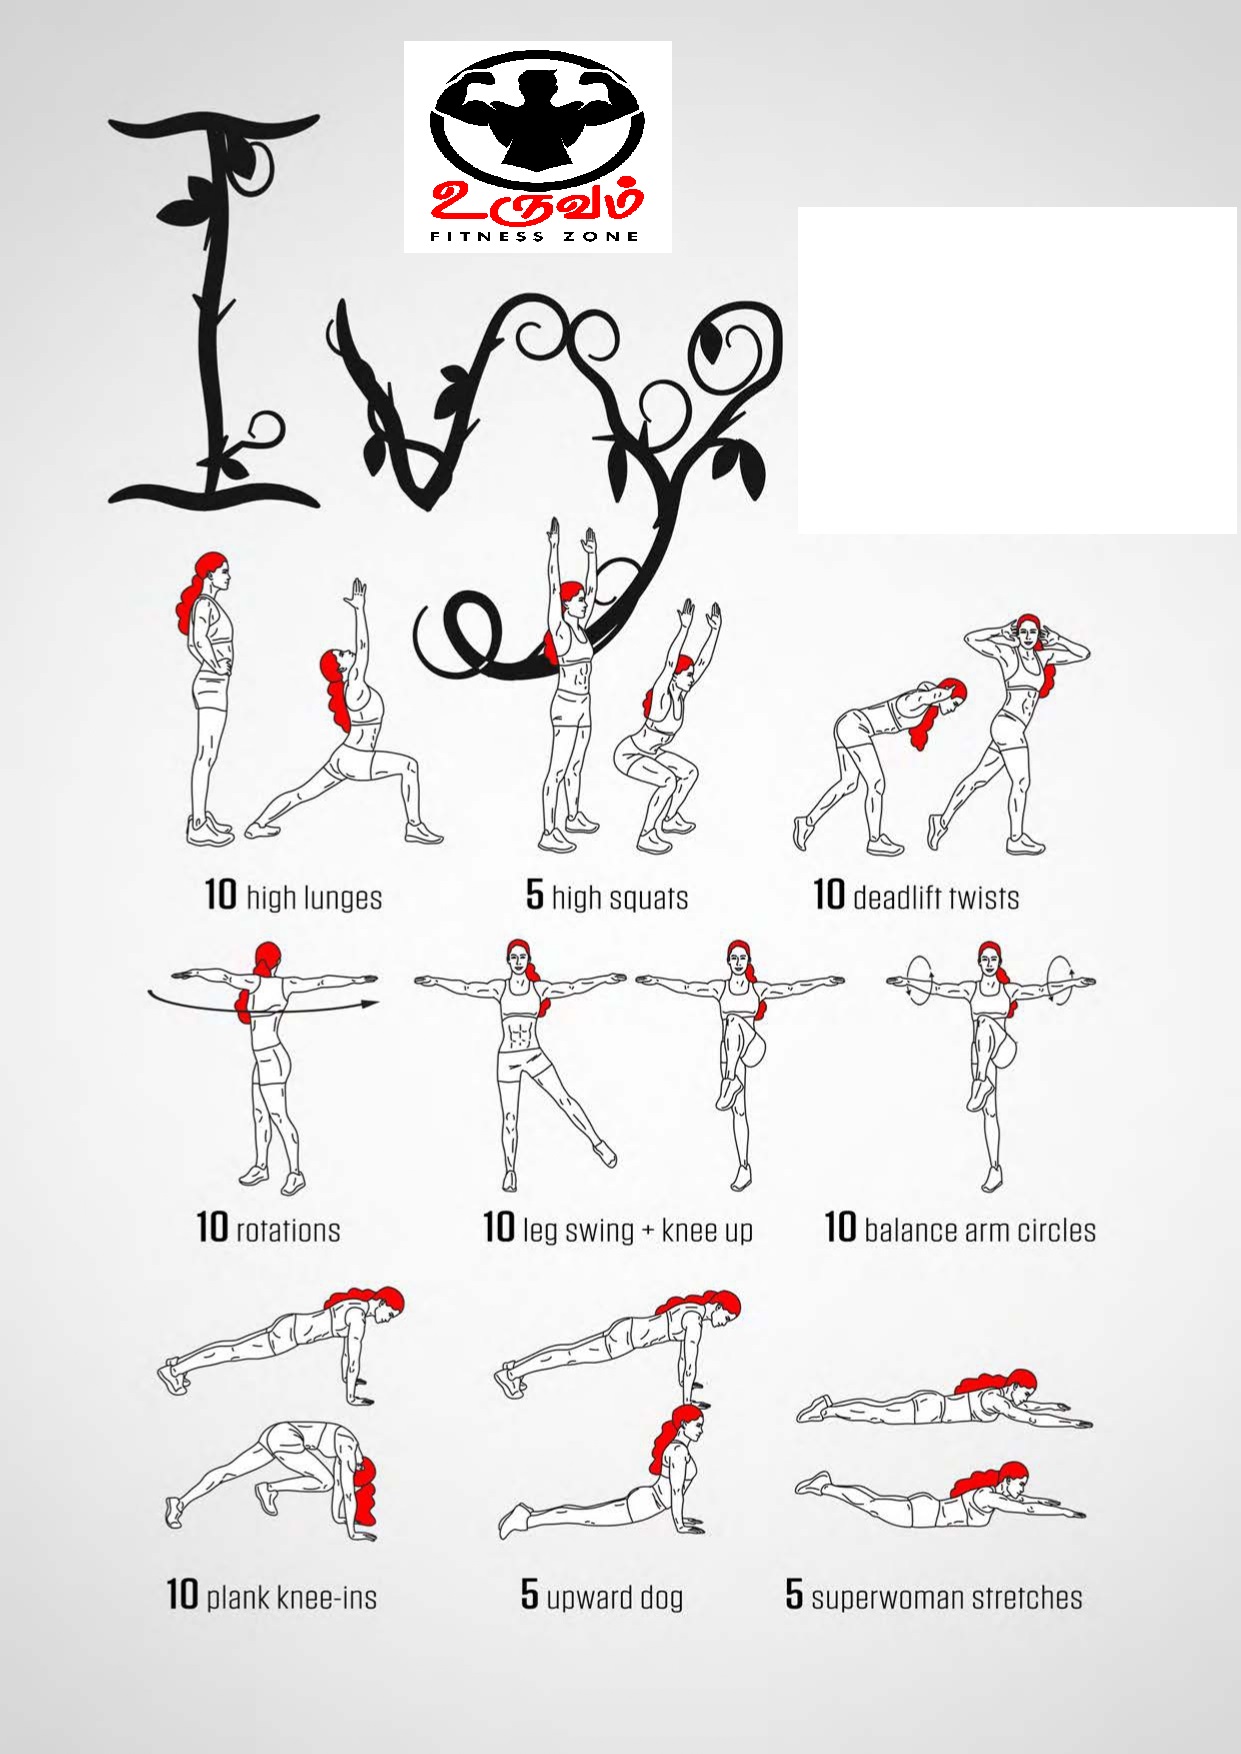 உருவம்
FITNESS ZONE
Ivy
10 high lunges
5 high squats
10 deadlift twists
10 rotations
10 leg swing + knee up
10 balance arm circles
10 plank knee-ins
5 upward dog
5 superwoman stretches